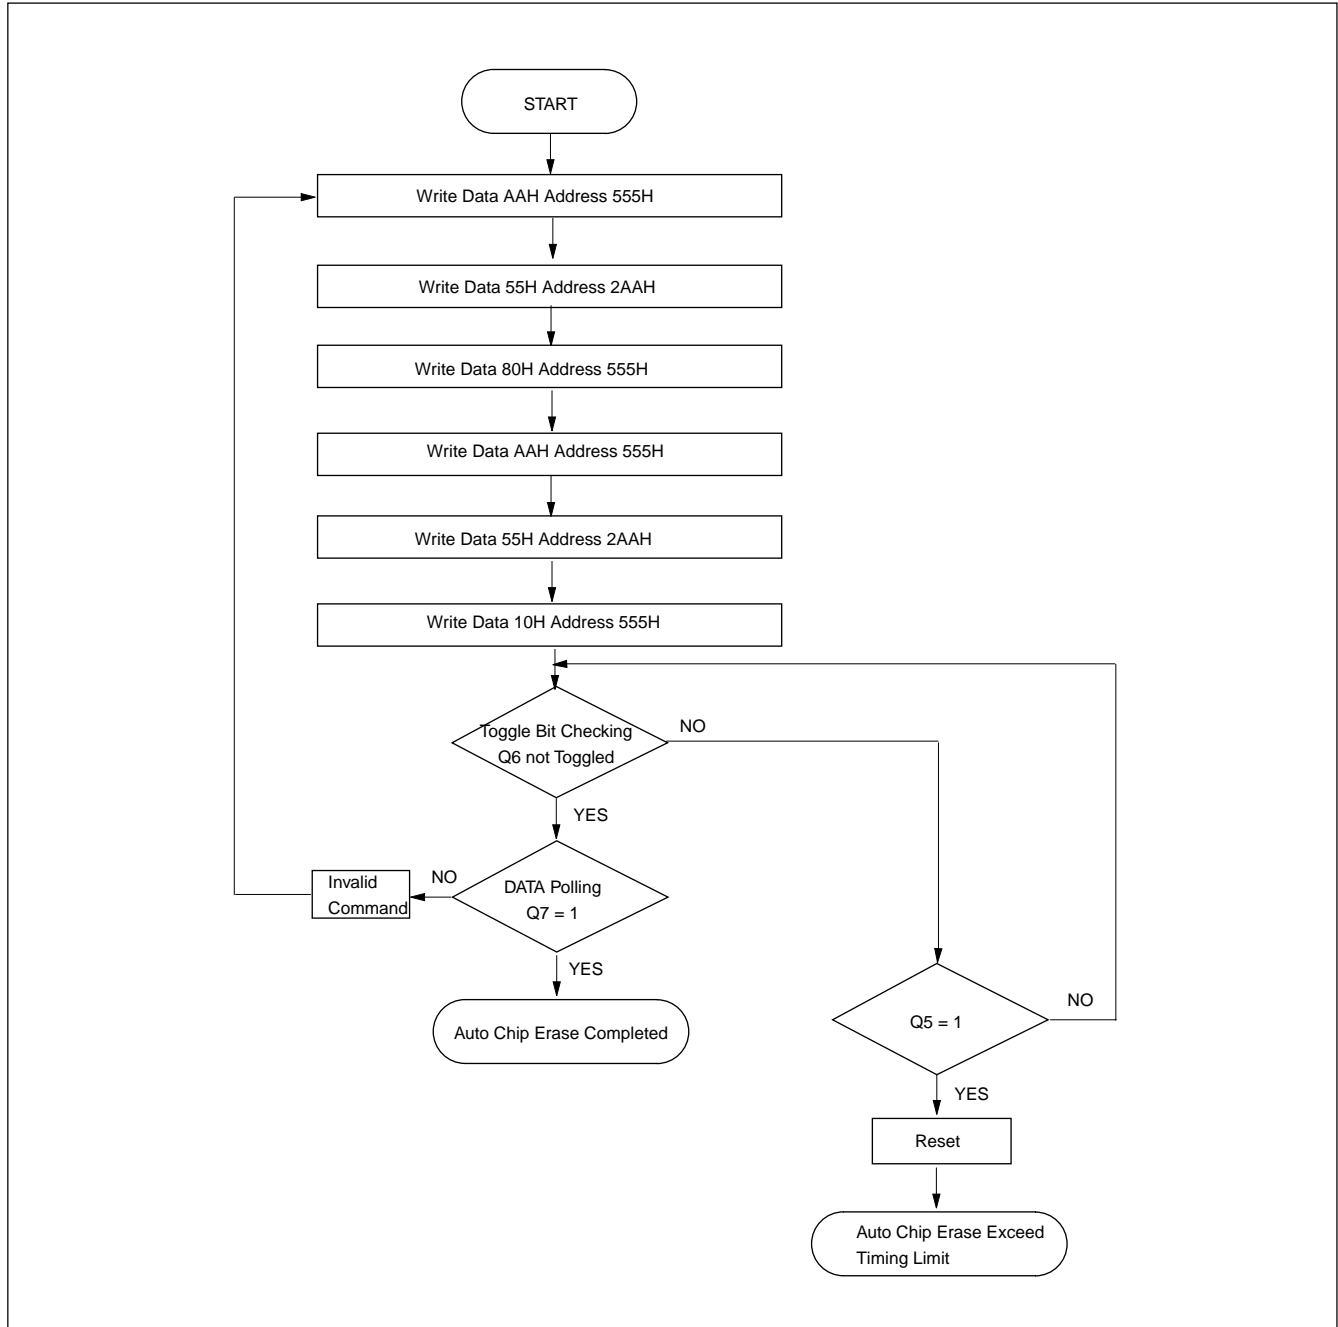 START
Write Data AAH Address 555H
Write Data 55H Address 2AAH
Write Data 80H Address 555H
Write Data AAH Address 555H
Write Data 55H Address 2AAH
Write Data 10H Address 555H
Toggle Bit Checking
Q6 not Toggled
NO
YES
Invalid
Command
NO
DATA Polling
Q7 = 1
YES
Auto Chip Erase Completed
Q5 = 1
NO
YES
Reset
Auto Chip Erase Exceed
Timing Limit